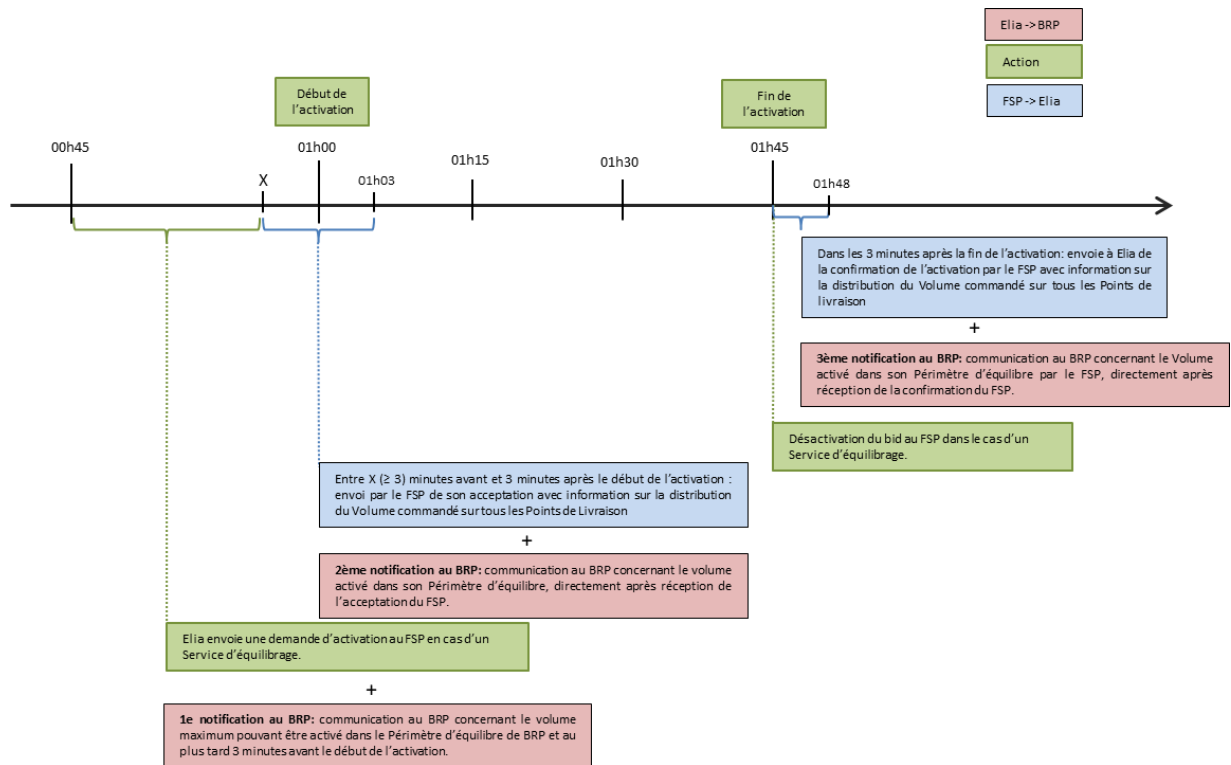 Elia -> BRP
Action
FSP -> Elia
Début de
l'activation
Fin de
l'activation
00h45
X
01h00
01h03
01h15
01h30
01h45
01h48
Dans les 3 minutes après la fin de l'activation: envoie à Elia de
la confirmation de l'activation par le FSP avec information sur
la distribution du Volume commandé sur tous les Points de
livraison
+
3ème notification au BRP: communication au BRP concernant le Volume
activé dans son Périmètre d'équilibre par le FSP, directement après
réception de la confirmation du FSP.
Désactivation du bid au FSP dans le cas d'un
Service d'équilibrage.
Entre X (≥ 3) minutes avant et 3 minutes après le début de l'activation :
envoi par le FSP de son acceptation avec information sur la distribution
du Volume commandé sur tous les Points de Livraison
+
2ème notification au BRP: communication au BRP concernant le volume
activé dans son Périmètre d'équilibre, directement après réception de
l'acceptation du FSP.
Elia envoie une demande d'activation au FSP en cas d'un
Service d'équilibrage.
+
1e notification au BRP: communication au BRP concernant le volume
maximum pouvant être activé dans le Périmètre d'équilibre de BRP et au
plus tard 3 minutes avant le début de l'activation.